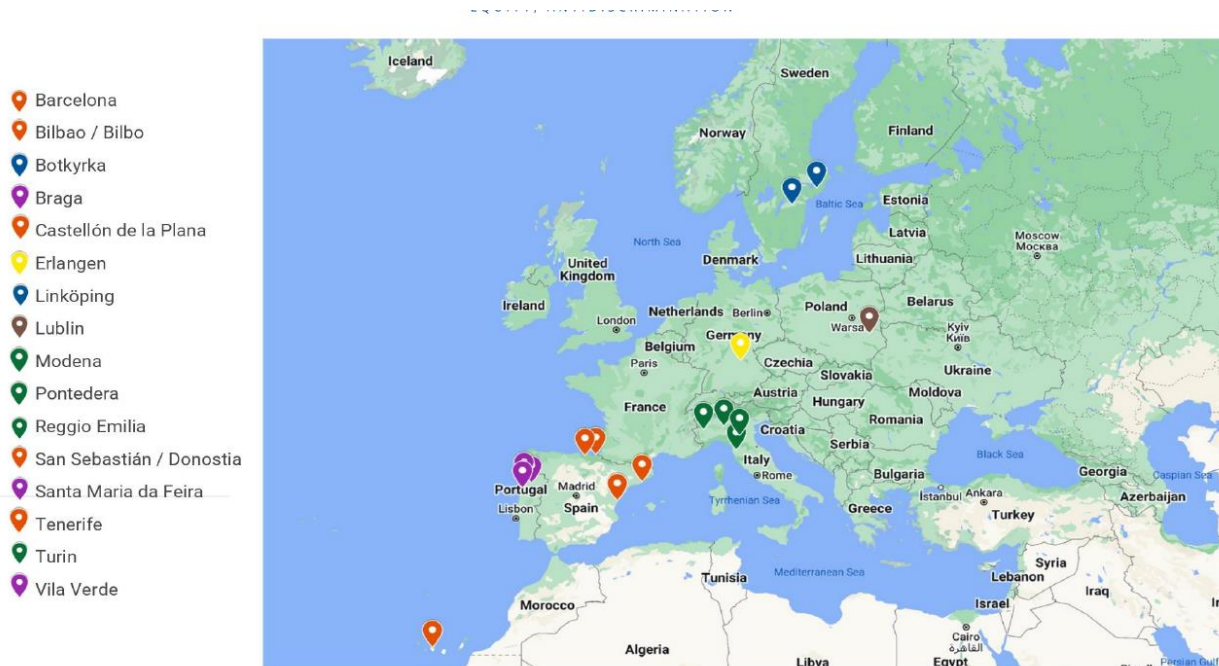 EQUITY/ANTIDISCRIMINATION
Barcelona
Bilbao / Bilbo
Botkyrka
Braga
Castellón de la Plana
Erlangen
Linköping
Lublin
Modena
Pontedera
Reggio Emilia
San Sebastián / Donostia
Santa Maria da Feira
Tenerife
Turin
Vila Verde
Iceland
Sweden
Norway
Finland
Baltic Sea
Estonia
North Sea
Latvia
Moscow
Москва
Denmark
Lithuania
United
Kingdom
Ireland
Netherlands
Berlin
Poland
Belarus
London
Warsa
Germany
Kyiv
Київ
Belgium
Paris
Czechia
Slovakia
Ukraine
Austria
Hungary
Moldova
France
Romania
Croatia
Serbia
Italy
Rome
Black Sea
Bulgaria
Georgia
Caspian Sea
Portugal
Madrid
Spain
Lisbon
Tyrrhenian Sea
Greece
İstanbul
Ankara
Azerbaijan
Turkey
Tunisia
Mediterranean Sea
Syria
Lebanon
Iraq
Israel
Morocco
Cairo
القاهرة
Algeria
Libya
Egypt
Persian Gulf